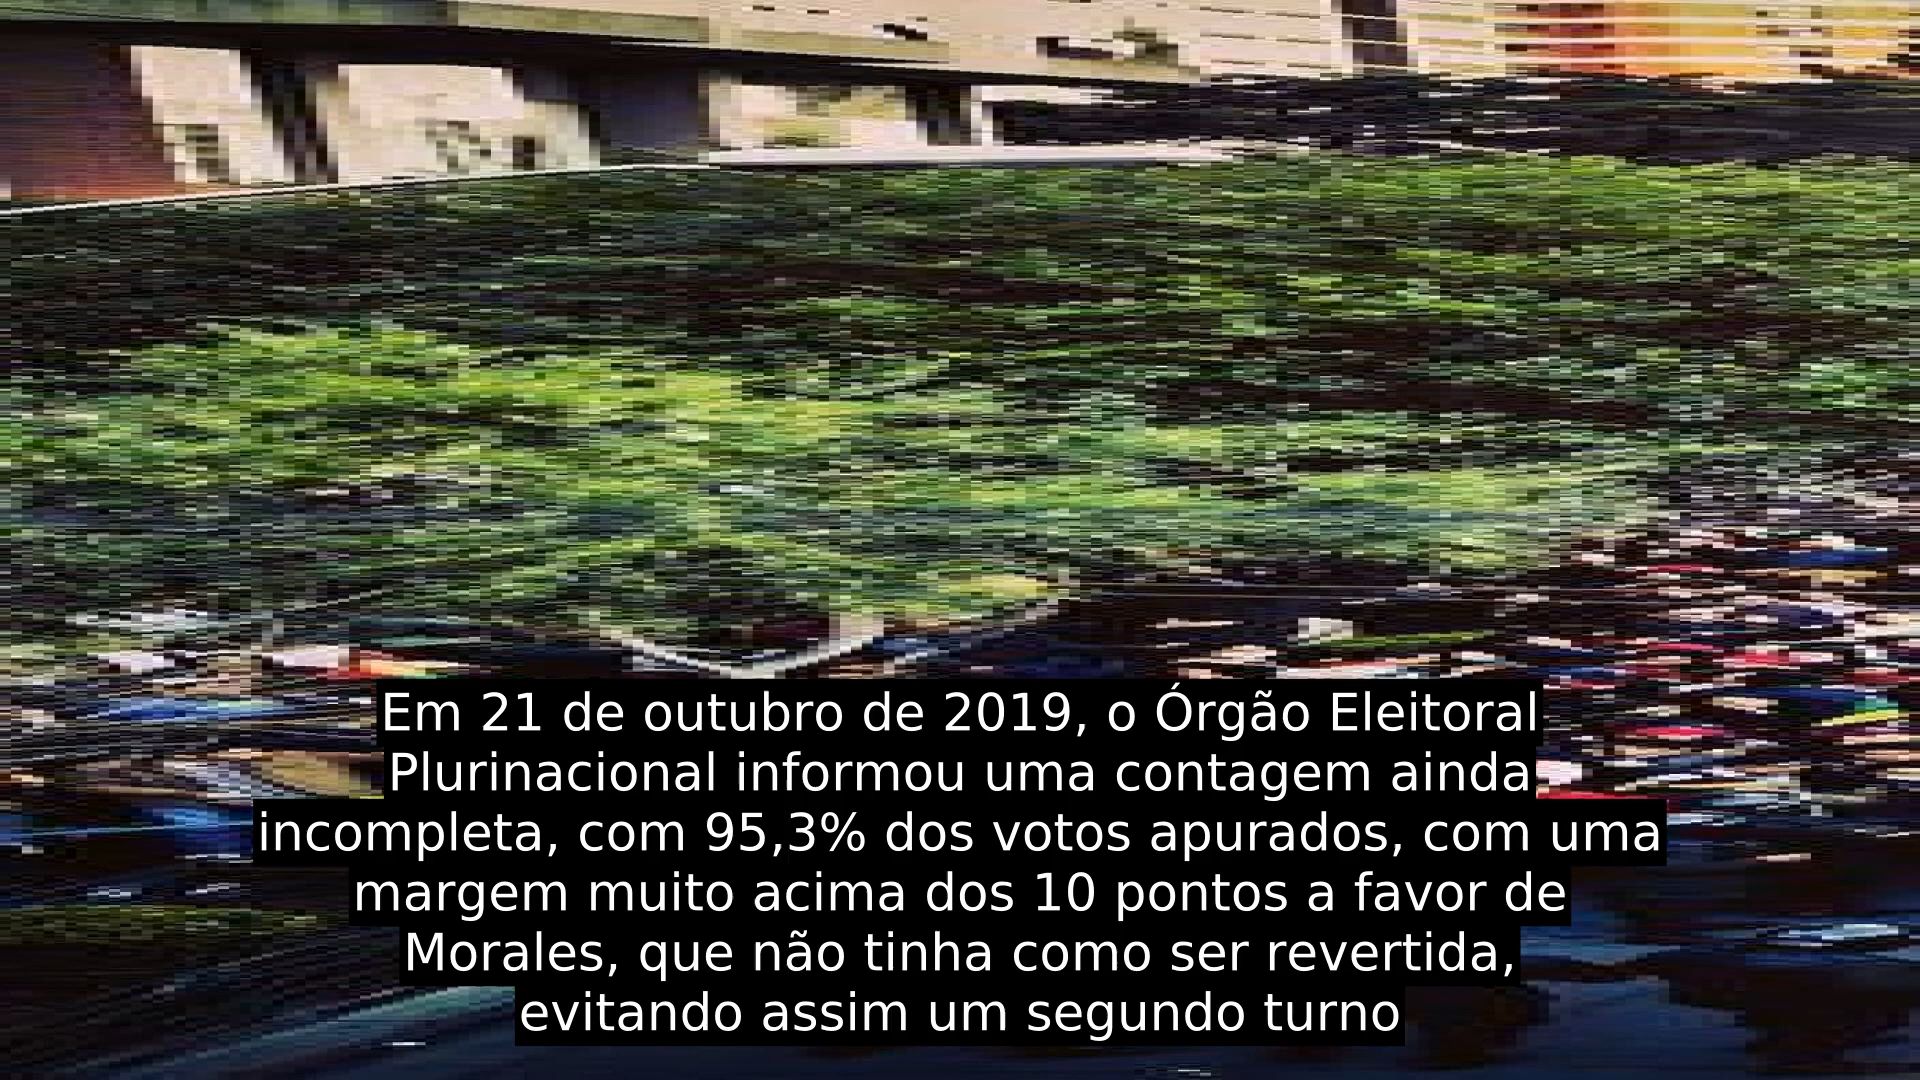 Em 21 de outubro de 2019, o Órgão Eleitoral
Plurinacional informou uma contagem ainda
incompleta, com 95,3% dos votos apurados, com uma
margem muito acima dos 10 pontos a favor de
Morales, que não tinha como ser revertida,
evitando assim um segundo turno